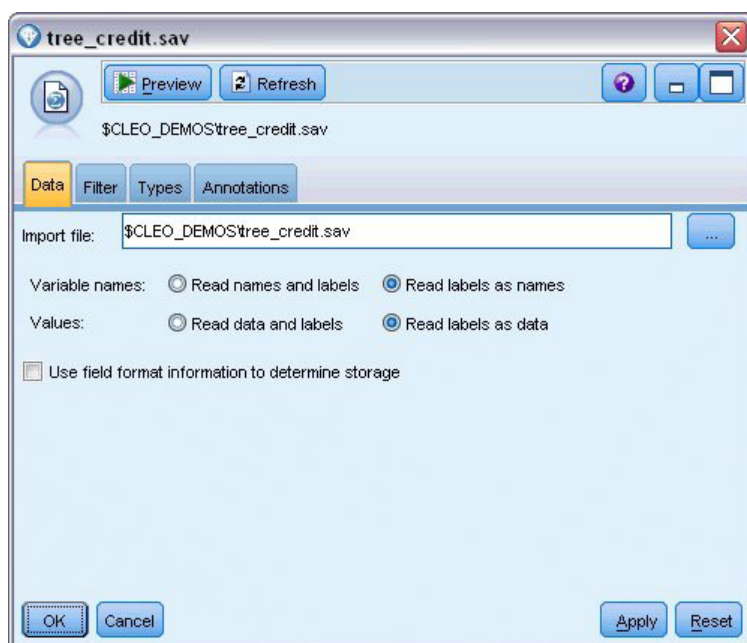 tree_credit.sav
Preview Refresh
$CLEO_DEMOS\tree_credit.sav
Data Filter Types Annotations
Import file: $CLEO_DEMOS\tree_credit.sav ...
Variable names: Read names and labels Read labels as names
Values: Read data and labels Read labels as data
Use field format information to determine storage
OK Cancel Apply Reset